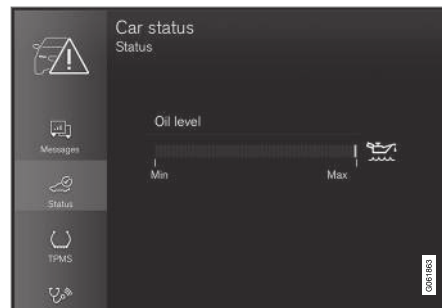 Car status
Status
Oil level
Min
Max
Messages
Status
TPMS
G061863